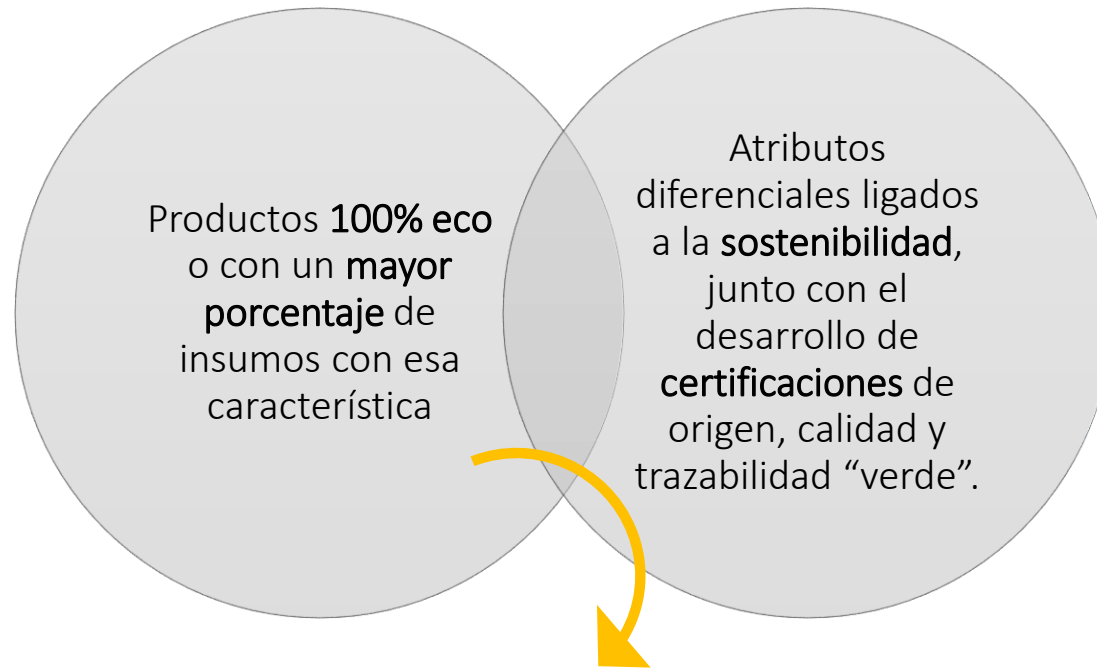 Productos 100% eco
o con un mayor
porcentaje de
insumos con esa
característica
Atributos
diferenciales ligados
a la sostenibilidad,
junto con el
desarrollo de
certificaciones de
origen, calidad y
trazabilidad “verde”.